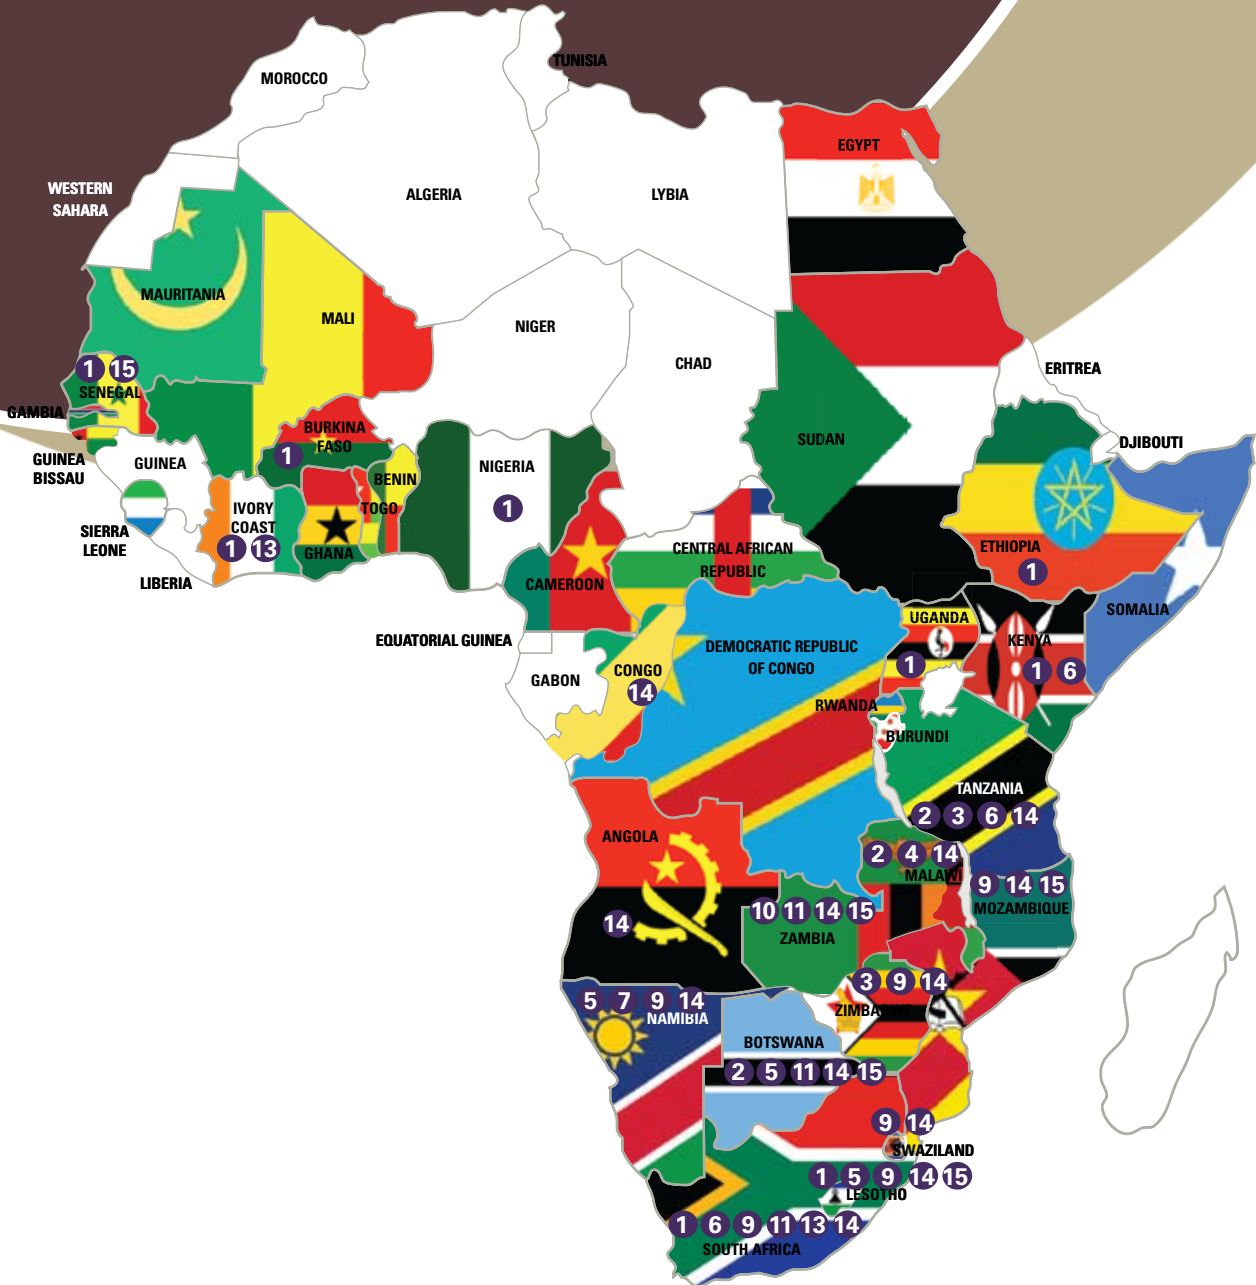 TUNISIA
MOROCCO
EGYPT
WESTERN
SAHARA
ALGERIA
LYBIA
MAURITANIA
MALI
NIGER
CHAD
1 15
SENEGAL
ERITREA
GAMBIA
BURKINA
FASO
1
SUDAN
DJIBOUTI
GUINEA
BISSAU
GUINEA
NIGERIA
1
BENIN
TOGO
IVORY
COAST
1 13
GHANA
SIERRA
LEONE
LIBERIA
CENTRAL AFRICAN
REPUBLIC
ETHIOPIA
1
CAMEROON
SOMALIA
UGANDA
1
KENYA
1 6
EQUATORIAL GUINEA
DEMOCRATIC REPUBLIC
OF CONGO
GABON
CONGO
14
RWANDA
BURUNDI
TANZANIA
2 3 6 14
ANGOLA
14
2 4 14
MALAWI
9 14 15
MOZAMBIQUE
10 11 14 15
ZAMBIA
3 9 14
ZIMBABWE
5 7 9 14
NAMIBIA
BOTSWANA
2 5 11 14 15
9 14
SWAZILAND
1 5 9 14 15
LESOTHO
1 6 9 11 13 14
SOUTH AFRICA